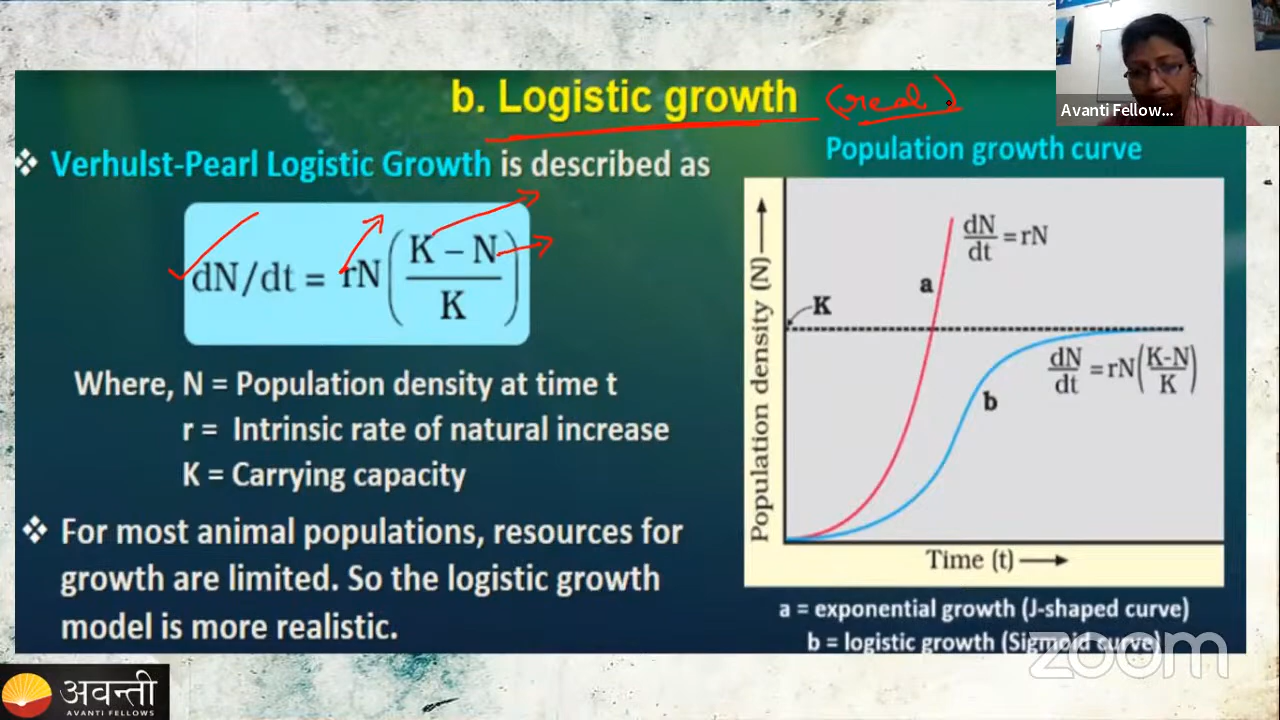 b. Logistic growth (real)
Avanti Fellow...
❖ Verhulst-Pearl Logistic Growth is described as
dN/dt = rN ( K – N / K )
Where, N = Population density at time t
r = Intrinsic rate of natural increase
K = Carrying capacity
❖ For most animal populations, resources for
growth are limited. So the logistic growth
model is more realistic.
Population growth curve
Population density (N)
dN/dt = rN
a
K
dN/dt = rN(K-N/K)
b
Time (t)
a = exponential growth (J-shaped curve)
b = logistic growth (Sigmoid curve)
zoom
अवन्ती
AVANTI FELLOWS